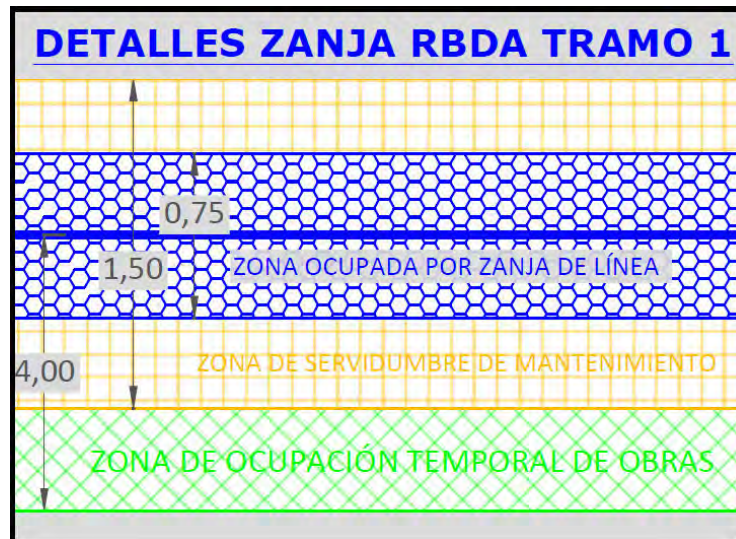 DETALLES ZANJA RBDA TRAMO 1
0,75
1,50
ZONA OCUPADA POR ZANJA DE LÍNEA
4,00
ZONA DE SERVIDUMBRE DE MANTENIMIENTO
ZONA DE OCUPACIÓN TEMPORAL DE OBRAS